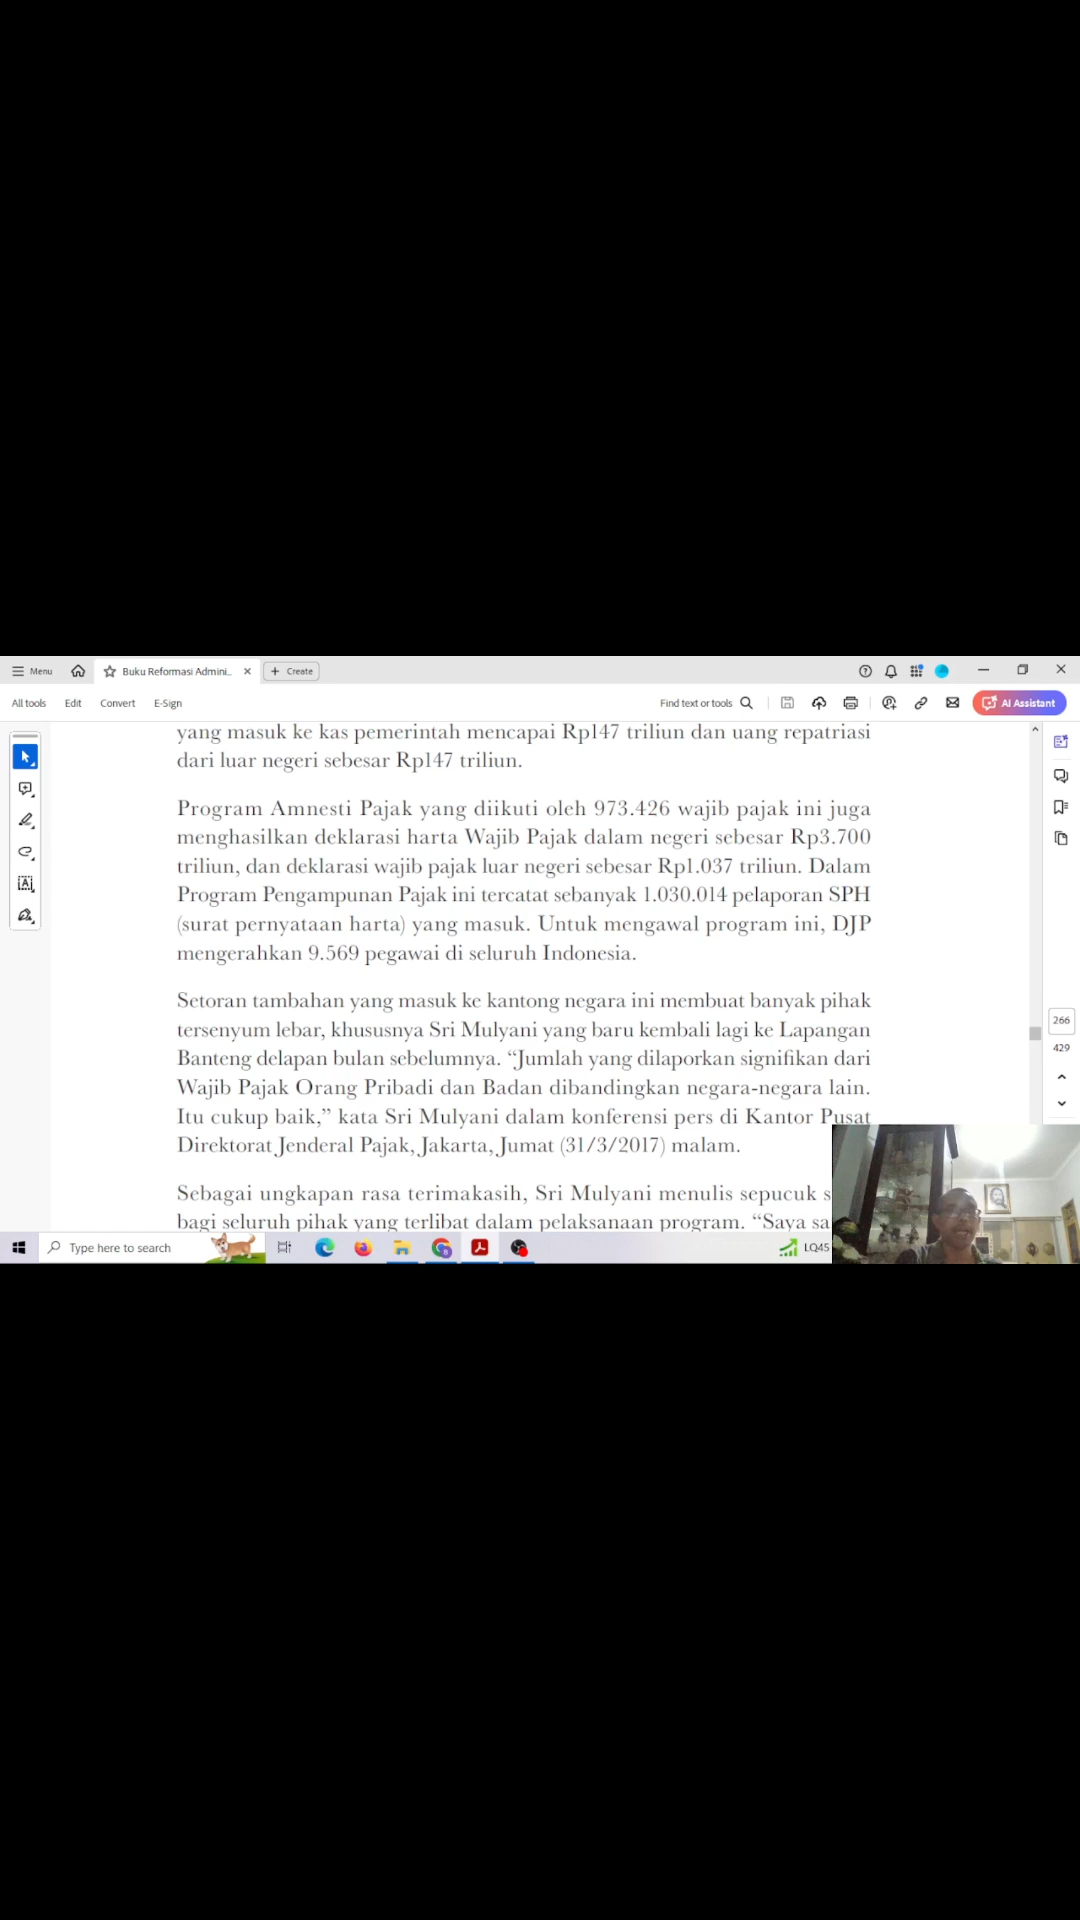 Menu
Buku Reformasi Admini...
Create
All tools
Edit
Convert
E-Sign
Find text or tools
AI Assistant
yang masuk ke kas pemerintah mencapai Rp147 triliun dan uang repatriasi
dari luar negeri sebesar Rp147 triliun.
Program Amnesti Pajak yang diikuti oleh 973.426 wajib pajak ini juga
menghasilkan deklarasi harta Wajib Pajak dalam negeri sebesar Rp3.700
triliun, dan deklarasi wajib pajak luar negeri sebesar Rp1.037 triliun. Dalam
Program Pengampunan Pajak ini tercatat sebanyak 1.030.014 pelaporan SPH
(surat pernyataan harta) yang masuk. Untuk mengawal program ini, DJP
mengerahkan 9.569 pegawai di seluruh Indonesia.
Setoran tambahan yang masuk ke kantong negara ini membuat banyak pihak
tersenyum lebar, khususnya Sri Mulyani yang baru kembali lagi ke Lapangan
Banteng delapan bulan sebelumnya. “Jumlah yang dilaporkan signifikan dari
Wajib Pajak Orang Pribadi dan Badan dibandingkan negara-negara lain.
Itu cukup baik,” kata Sri Mulyani dalam konferensi pers di Kantor Pusat
Direktorat Jenderal Pajak, Jakarta, Jumat (31/3/2017) malam.
Sebagai ungkapan rasa terimakasih, Sri Mulyani menulis sepucuk s
bagi seluruh pihak yang terlibat dalam pelaksanaan program. “Saya sa
266
429
Type here to search
LQ45